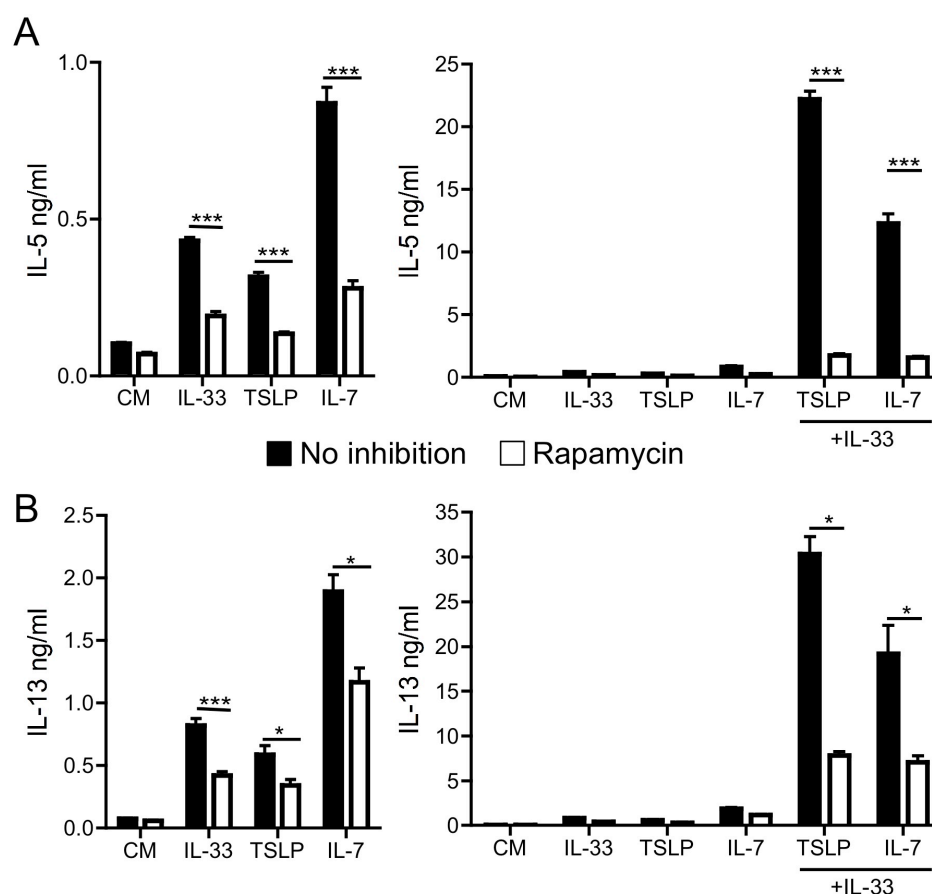 A
IL-5 ng/ml
1.0
0.5
0.0
***
***
***
CM IL-33 TSLP IL-7
IL-5 ng/ml
25
20
15
10
5
0
***
***
CM IL-33 TSLP IL-7 TSLP IL-7
+IL-33
No inhibition Rapamycin
B
IL-13 ng/ml
2.5
2.0
1.5
1.0
0.5
0.0
***
*
*
CM IL-33 TSLP IL-7
IL-13 ng/ml
35
30
25
20
15
10
5
0
*
*
CM IL-33 TSLP IL-7 TSLP IL-7
+IL-33